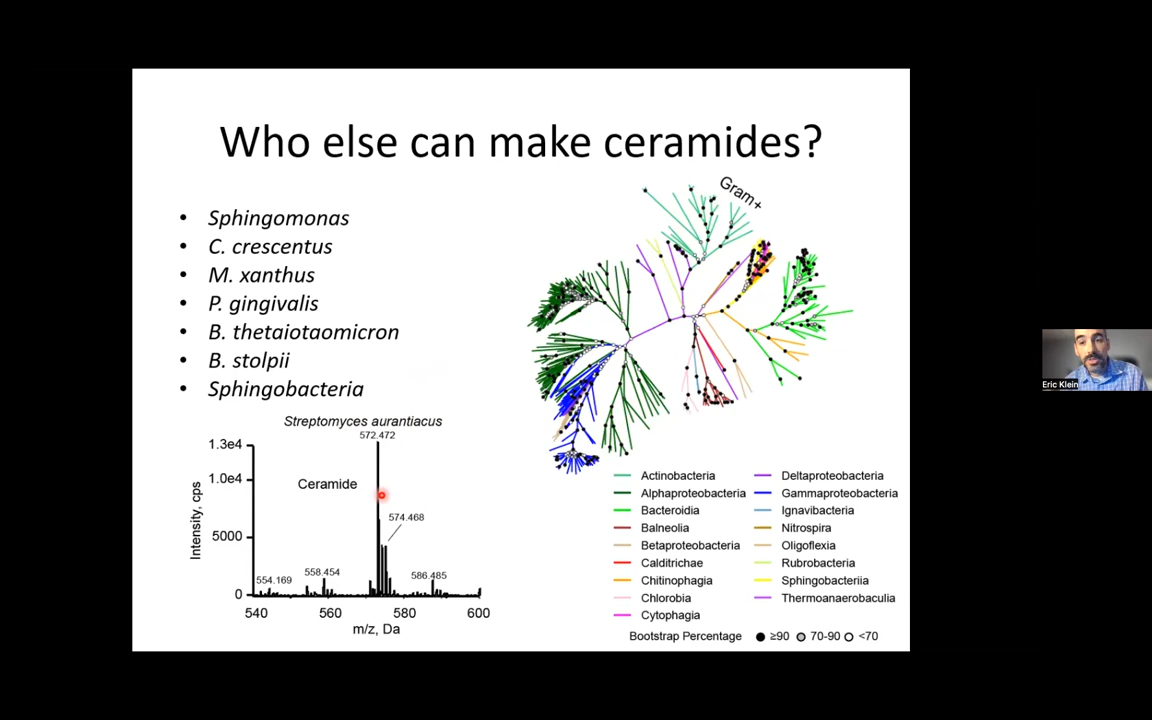 Who else can make ceramides?
• Sphingomonas
• C. crescentus
• M. xanthus
• P. gingivalis
• B. thetaiotaomicron
• B. stolpii
• Sphingobacteria
Gram+
Streptomyces aurantiacus
572.472
1.3e4
1.0e4
5000
0
Intensity, cps
Ceramide
574.468
554.169
558.454
586.485
540
560
580
600
m/z, Da
Actinobacteria
Alphaproteobacteria
Bacteroidia
Balneolia
Betaproteobacteria
Calditrichae
Chitinophagia
Chlorobia
Cytophagia
Deltaproteobacteria
Gammaproteobacteria
Ignavibacteria
Nitrospira
Oligoflexia
Rubrobacteria
Sphingobacteriia
Thermoanaerobaculia
Bootstrap Percentage ≥90 70-90 <70
Eric Klein